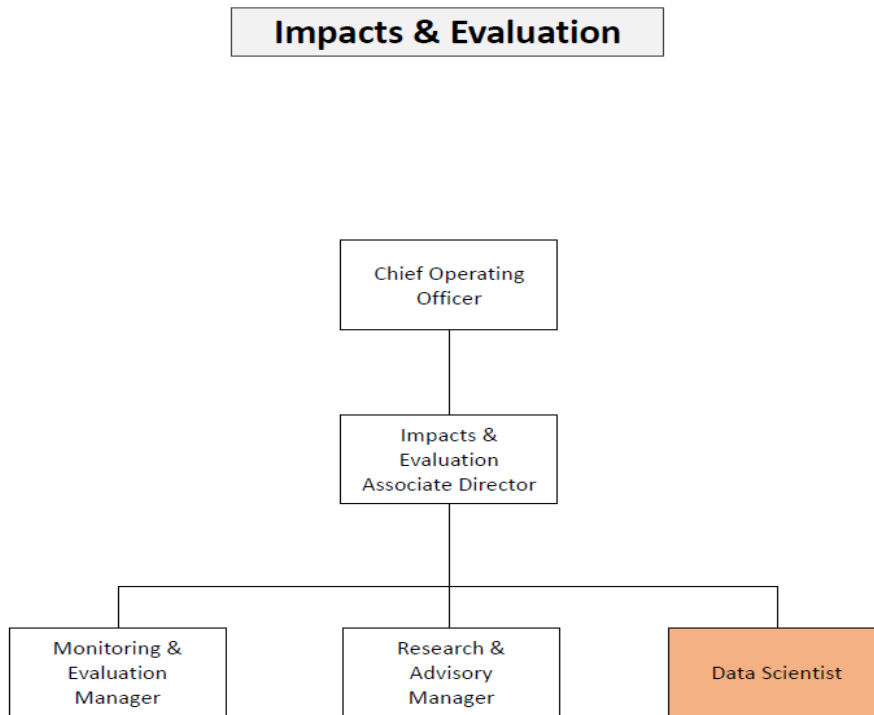 Impacts & Evaluation
Chief Operating
Officer
Impacts &
Evaluation
Associate Director
Monitoring &
Evaluation
Manager
Research &
Advisory
Manager
Data Scientist